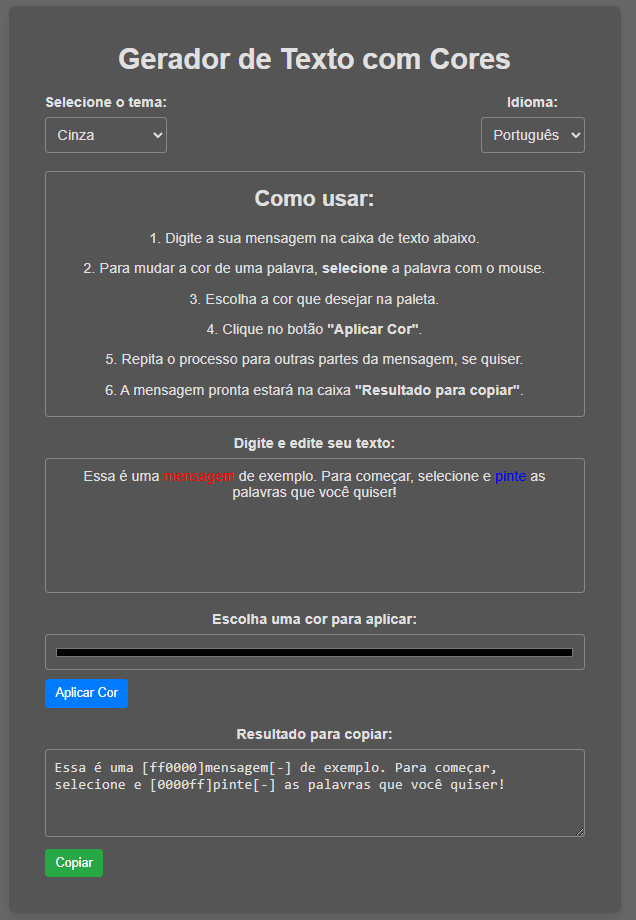 Gerador de Texto com Cores
Selecione o tema:
Idioma:
Cinza
Português
Como usar:
1. Digite a sua mensagem na caixa de texto abaixo.
2. Para mudar a cor de uma palavra, selecione a palavra com o mouse.
3. Escolha a cor que desejar na paleta.
4. Clique no botão "Aplicar Cor".
5. Repita o processo para outras partes da mensagem, se quiser.
6. A mensagem pronta estará na caixa "Resultado para copiar".
Digite e edite seu texto:
Essa é uma mensagem de exemplo. Para começar, selecione e pinte as
palavras que você quiser!
Escolha uma cor para aplicar:
Aplicar Cor
Resultado para copiar:
Essa é uma [ff0000]mensagem[-] de exemplo. Para começar,
selecione e [0000ff]pinte[-] as palavras que você quiser!
Copiar